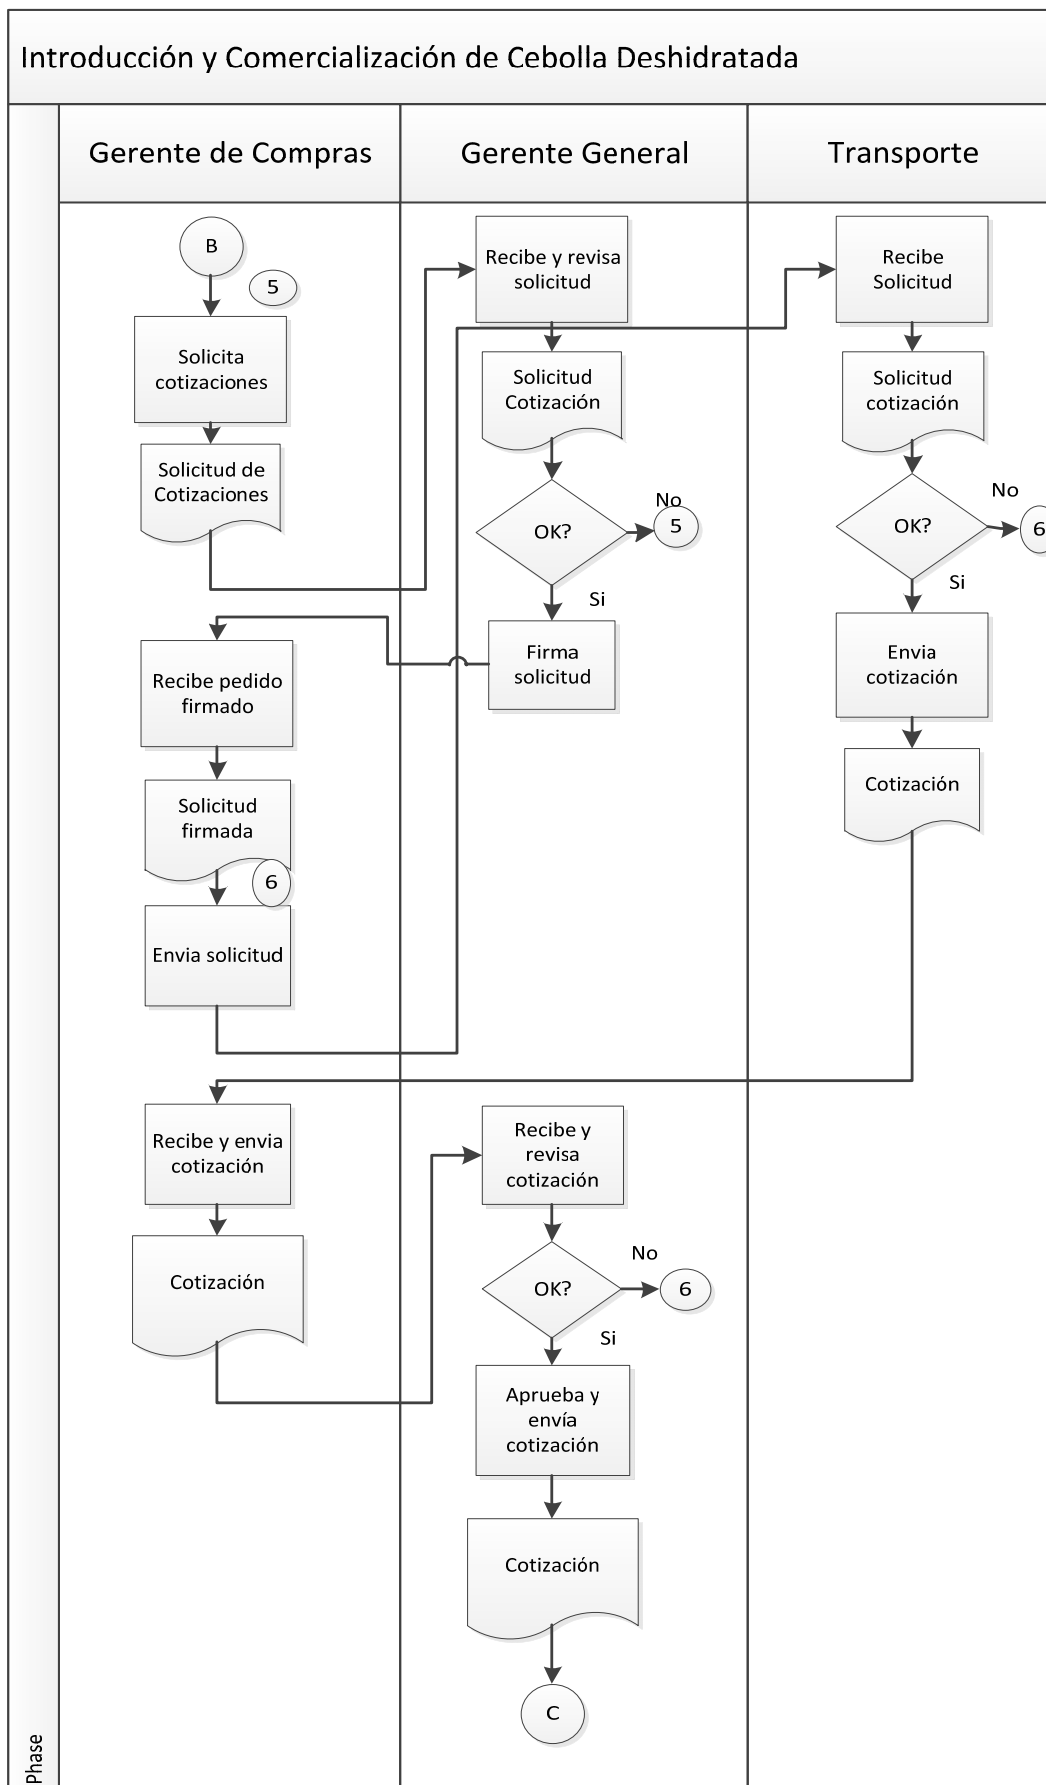 Introducción y Comercialización de Cebolla Deshidratada
Phase
Gerente de Compras
Gerente General
Transporte
B
5
Solicita
cotizaciones
Solicitud de
Cotizaciones
Recibe y revisa
solicitud
Solicitud
Cotización
OK?
No
5
Si
Firma
solicitud
Recibe pedido
firmado
Solicitud
firmada
6
Envia solicitud
Recibe
Solicitud
Solicitud
cotización
OK?
No
6
Si
Envia
cotización
Cotización
Recibe y envia
cotización
Cotización
Recibe y
revisa
cotización
OK?
No
6
Si
Aprueba y
envía
cotización
Cotización
C